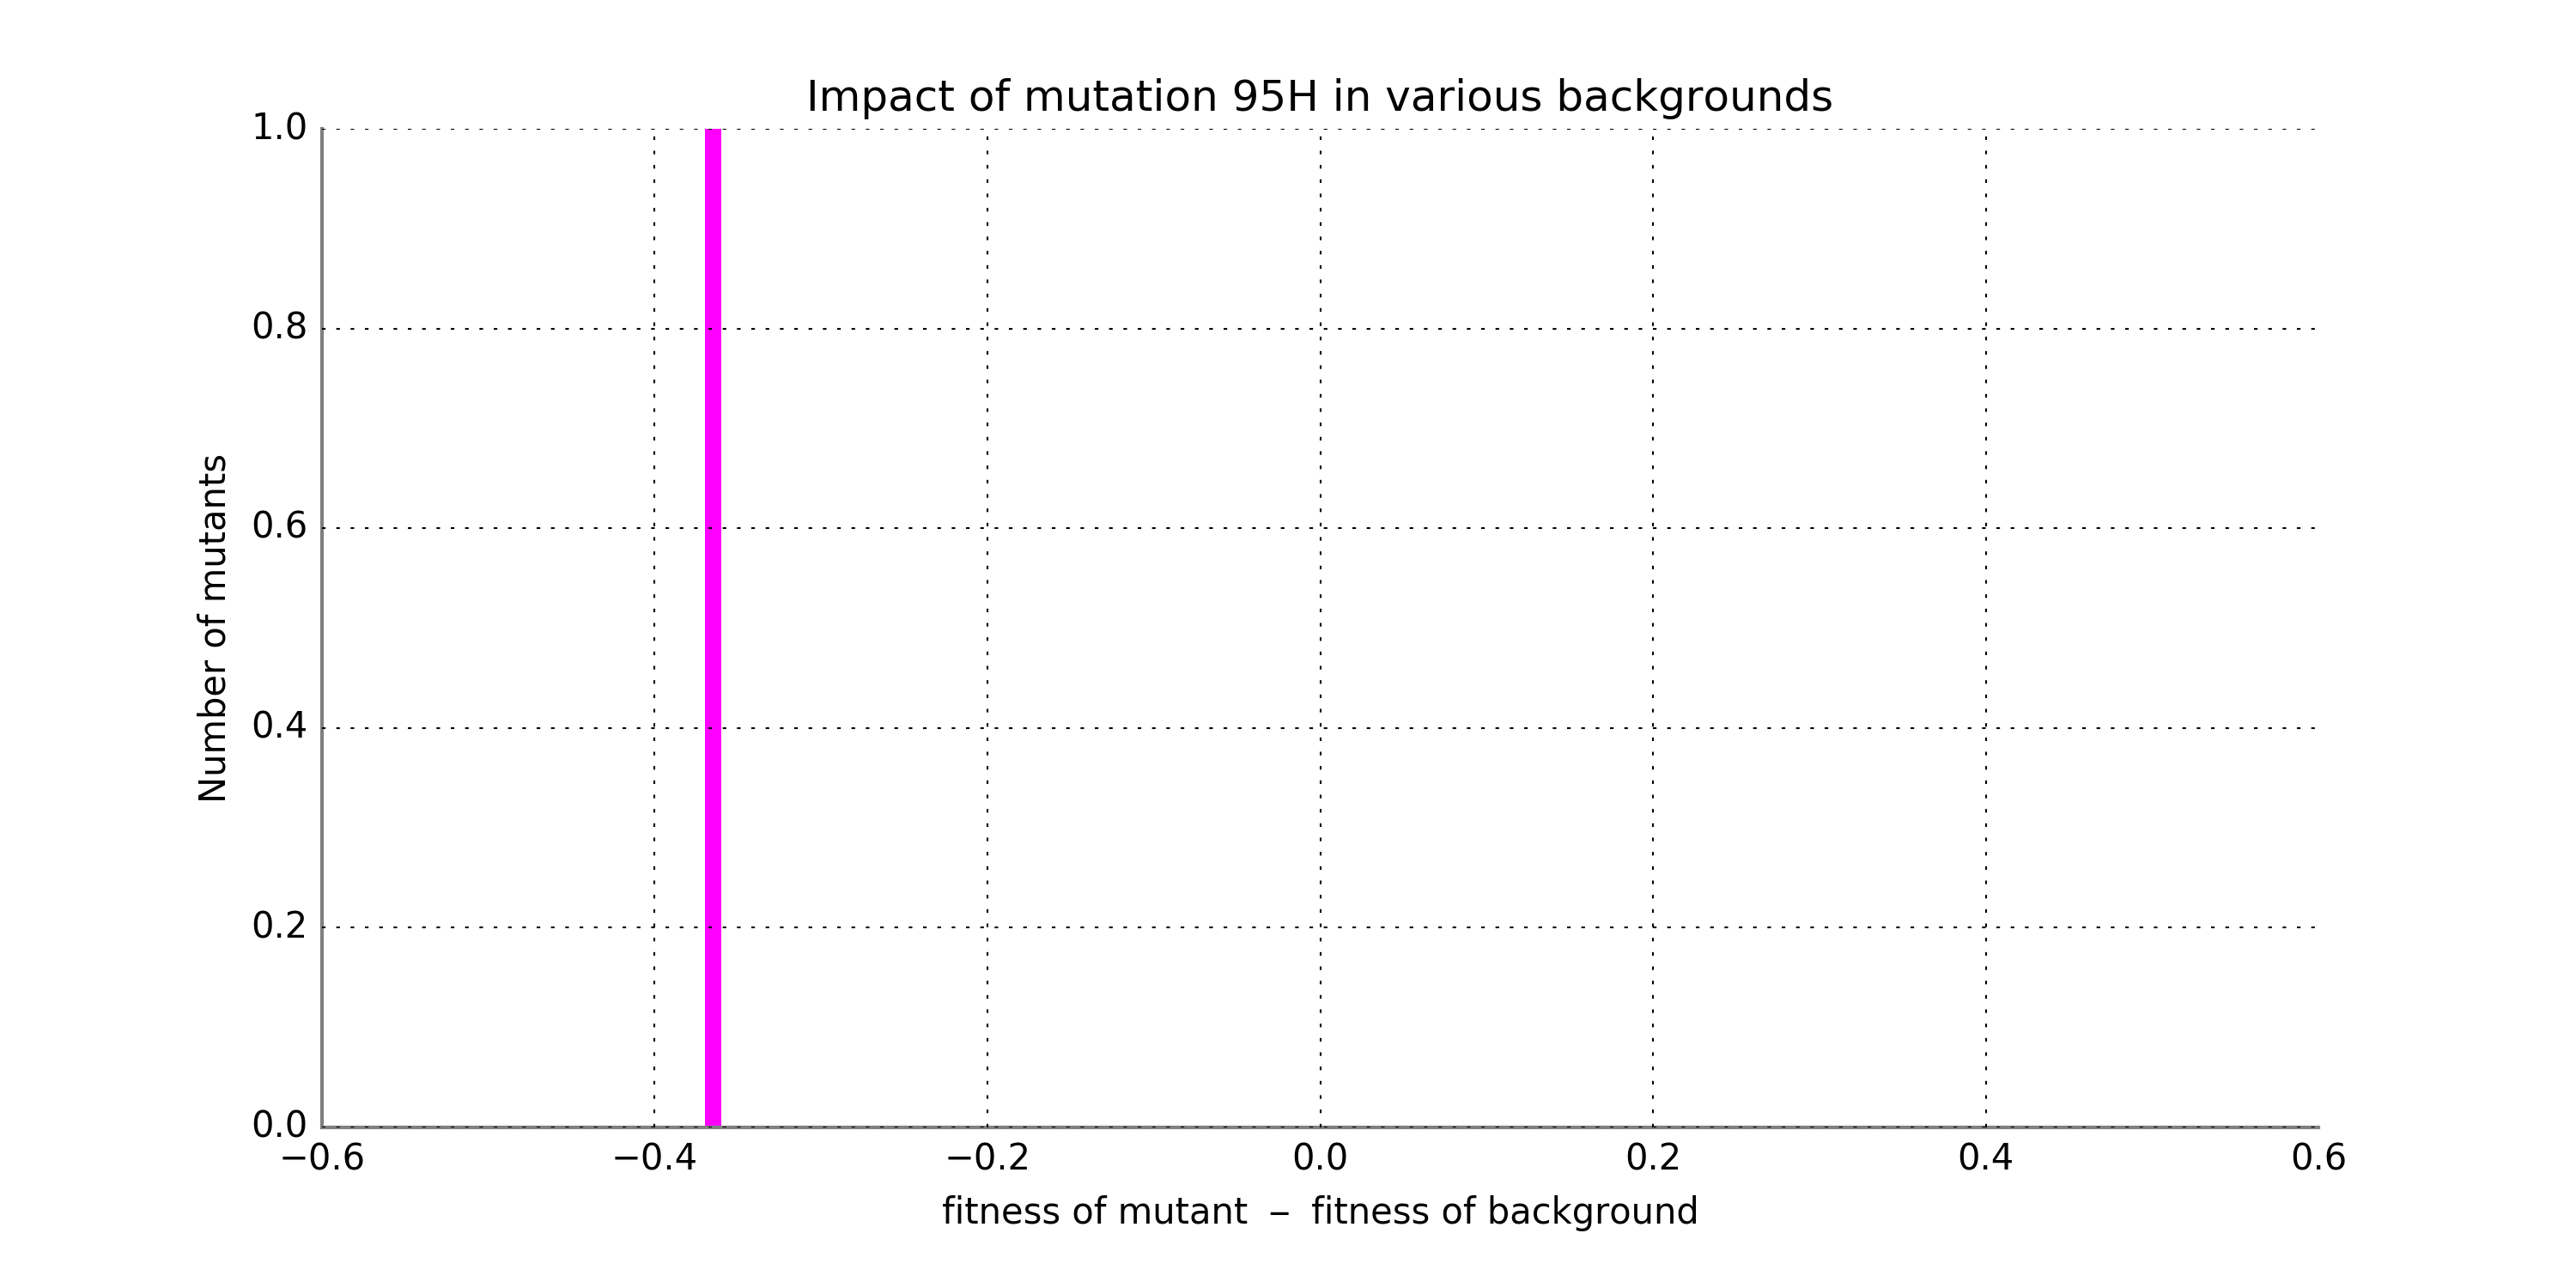 Impact of mutation 95H in various backgrounds
1.0
0.8
0.6
0.4
0.2
0.0
Number of mutants
−0.6 −0.4 −0.2 0.0 0.2 0.4 0.6
fitness of mutant − fitness of background